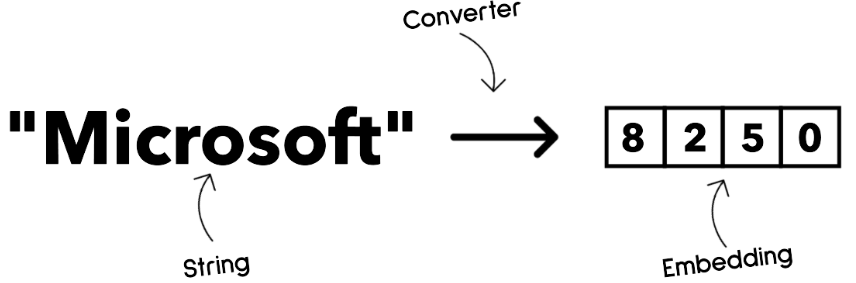 Converter
"Microsoft"
8 2 5 0
String
Embedding